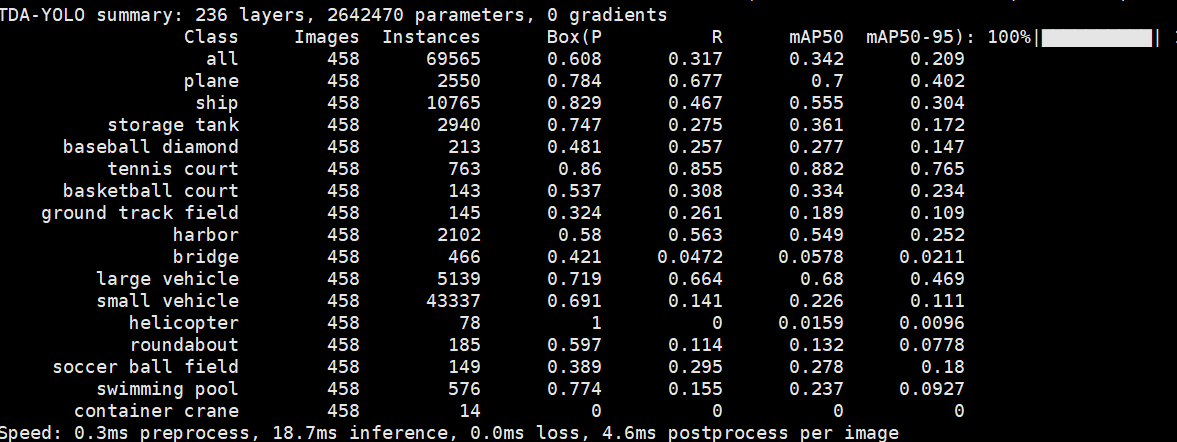 TDA-YOLO summary: 236 layers, 2642470 parameters, 0 gradients
Class Images Instances Box(P R mAP50 mAP50-95): 100%|██████████|
all 458 69565 0.608 0.317 0.342 0.209
plane 458 2550 0.784 0.677 0.7 0.402
ship 458 10765 0.829 0.467 0.555 0.304
storage tank 458 2940 0.747 0.275 0.361 0.172
baseball diamond 458 213 0.481 0.257 0.277 0.147
tennis court 458 763 0.86 0.855 0.882 0.765
basketball court 458 143 0.537 0.308 0.334 0.234
ground track field 458 145 0.324 0.261 0.189 0.109
harbor 458 2102 0.58 0.563 0.549 0.252
bridge 458 466 0.421 0.0472 0.0578 0.0211
large vehicle 458 5139 0.719 0.664 0.68 0.469
small vehicle 458 43337 0.691 0.141 0.226 0.111
helicopter 458 78 1 0 0.0159 0.0096
roundabout 458 185 0.597 0.114 0.132 0.0778
soccer ball field 458 149 0.389 0.295 0.278 0.18
swimming pool 458 576 0.774 0.155 0.237 0.0927
container crane 458 14 0 0 0 0
Speed: 0.3ms preprocess, 18.7ms inference, 0.0ms loss, 4.6ms postprocess per image